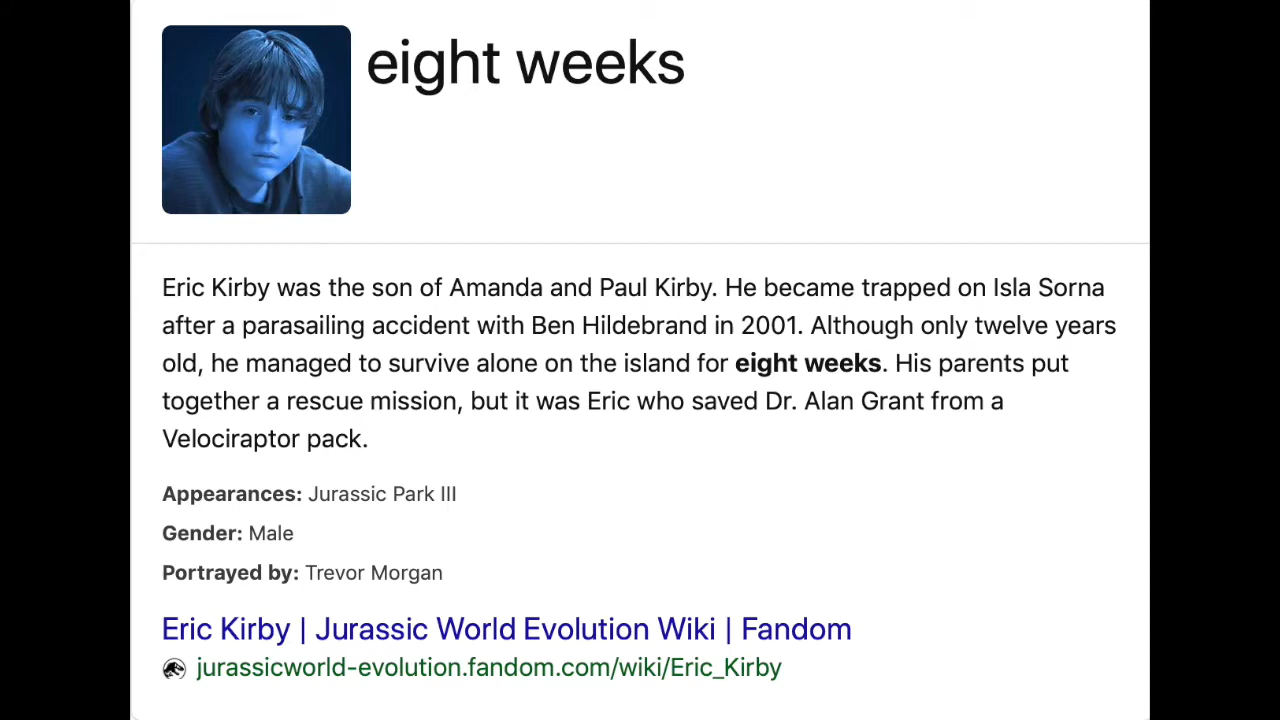 eight weeks
Eric Kirby was the son of Amanda and Paul Kirby. He became trapped on Isla Sorna
after a parasailing accident with Ben Hildebrand in 2001. Although only twelve years
old, he managed to survive alone on the island for eight weeks. His parents put
together a rescue mission, but it was Eric who saved Dr. Alan Grant from a
Velociraptor pack.
Appearances: Jurassic Park III
Gender: Male
Portrayed by: Trevor Morgan
Eric Kirby | Jurassic World Evolution Wiki | Fandom
jurassicworld-evolution.fandom.com/wiki/Eric_Kirby